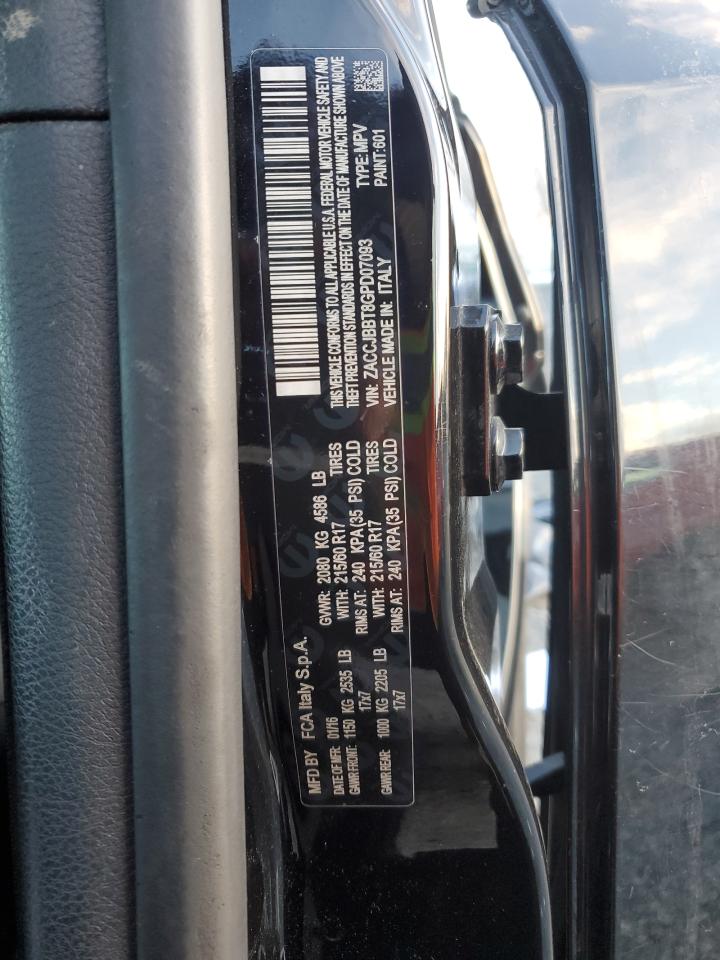 MFD BY FCA Italy S.p.A.
DATE OF MFR: 01/16 GVWR: 2080 KG 4586 LB
GAWR FRONT: 1150 KG 2535 LB WITH: 215/60 R17 TIRES
17x7 RIMS AT: 240 KPA(35 PSI) COLD
GAWR REAR: 1000 KG 2205 LB WITH: 215/60 R17 TIRES
17x7 RIMS AT: 240 KPA(35 PSI) COLD
THIS VEHICLE CONFORMS TO ALL APPLICABLE U.S.A. FEDERAL MOTOR VEHICLE SAFETY AND
THEFT PREVENTION STANDARDS IN EFFECT ON THE DATE OF MANUFACTURE SHOWN ABOVE
VIN: ZACCJBBT8GPD07093 TYPE: MPV
VEHICLE MADE IN: ITALY PAINT: 601